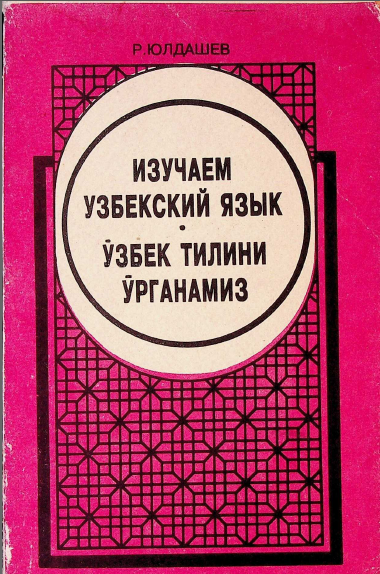 Р. ЮЛДАШЕВ
ИЗУЧАЕМ
УЗБЕКСКИЙ ЯЗЫК
•
ЎЗБЕК ТИЛИНИ
ЎРГАНАМИЗ